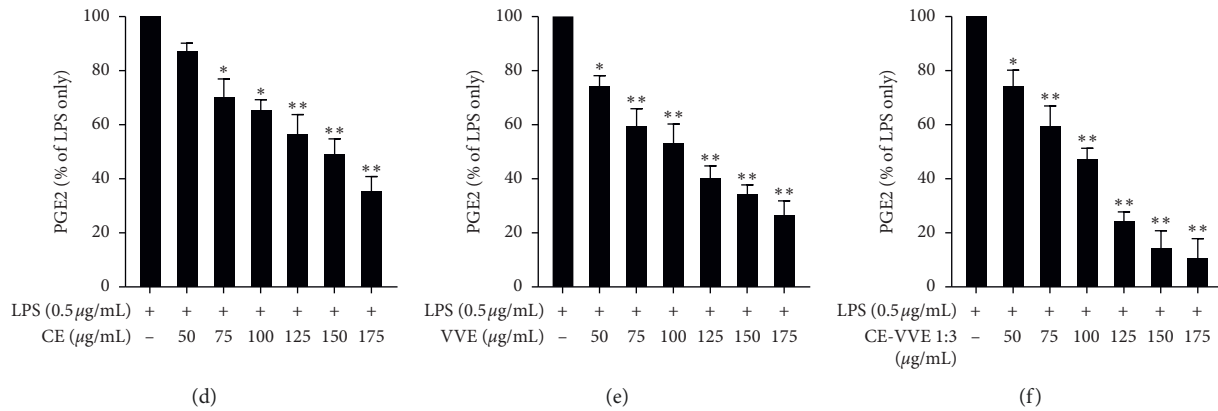 PGE2 (% of LPS only)
100
80
60
40
20
0
*
*
**
**
**
LPS (0.5 μg/mL) + + + + + + +
CE (μg/mL) – 50 75 100 125 150 175
(d)
PGE2 (% of LPS only)
100
80
60
40
20
0
*
**
**
**
**
**
LPS (0.5 μg/mL) + + + + + + +
VVE (μg/mL) – 50 75 100 125 150 175
(e)
PGE2 (% of LPS only)
100
80
60
40
20
0
*
**
**
**
**
**
LPS (0.5 μg/mL) + + + + + + +
CE-VVE 1:3 – 50 75 100 125 150 175
(μg/mL)
(f)